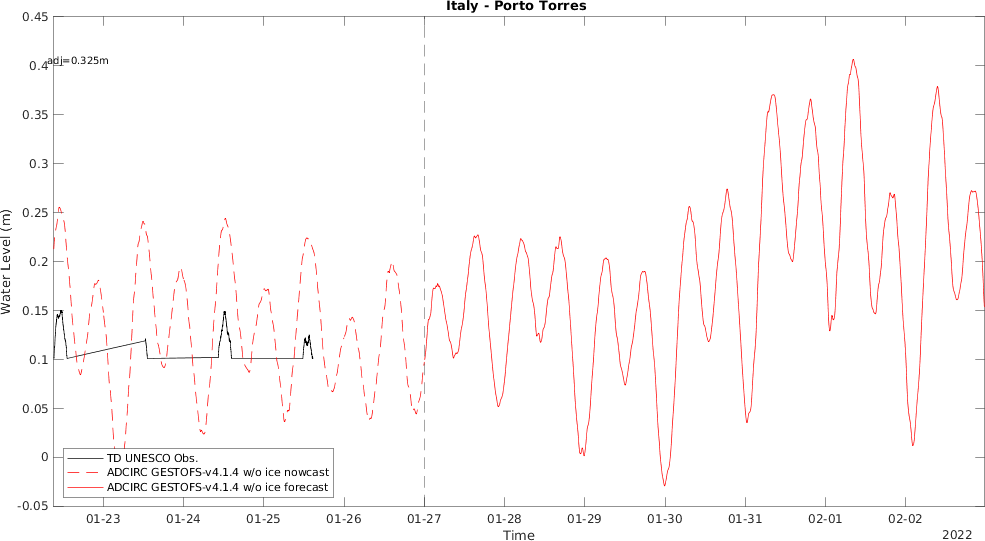 Italy - Porto Torres
adj=0.325m
0.45
0.4
0.35
0.3
0.25
0.2
0.15
0.1
0.05
0
-0.05
Water Level (m)
TD UNESCO Obs.
ADCIRC GESTOFS-v4.1.4 w/o ice nowcast
ADCIRC GESTOFS-v4.1.4 w/o ice forecast
01-23 01-24 01-25 01-26 01-27 01-28 01-29 01-30 01-31 02-01 02-02
Time
2022